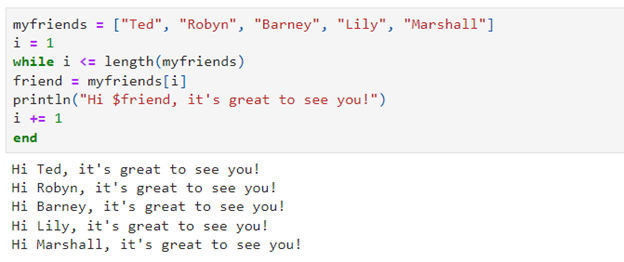 myfriends = ["Ted", "Robyn", "Barney", "Lily", "Marshall"]
i = 1
while i <= length(myfriends)
friend = myfriends[i]
println("Hi $friend, it's great to see you!")
i += 1
end
Hi Ted, it's great to see you!
Hi Robyn, it's great to see you!
Hi Barney, it's great to see you!
Hi Lily, it's great to see you!
Hi Marshall, it's great to see you!